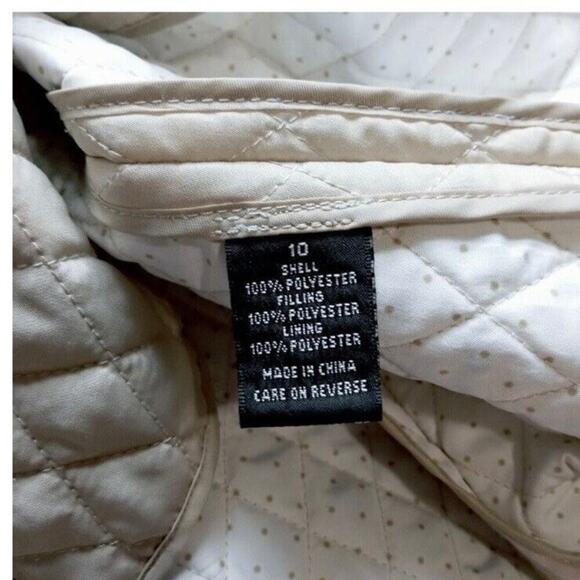 10
SHELL
100% POLYESTER
FILLING
100% POLYESTER
LINING
100% POLYESTER
MADE IN CHINA
CARE ON REVERSE